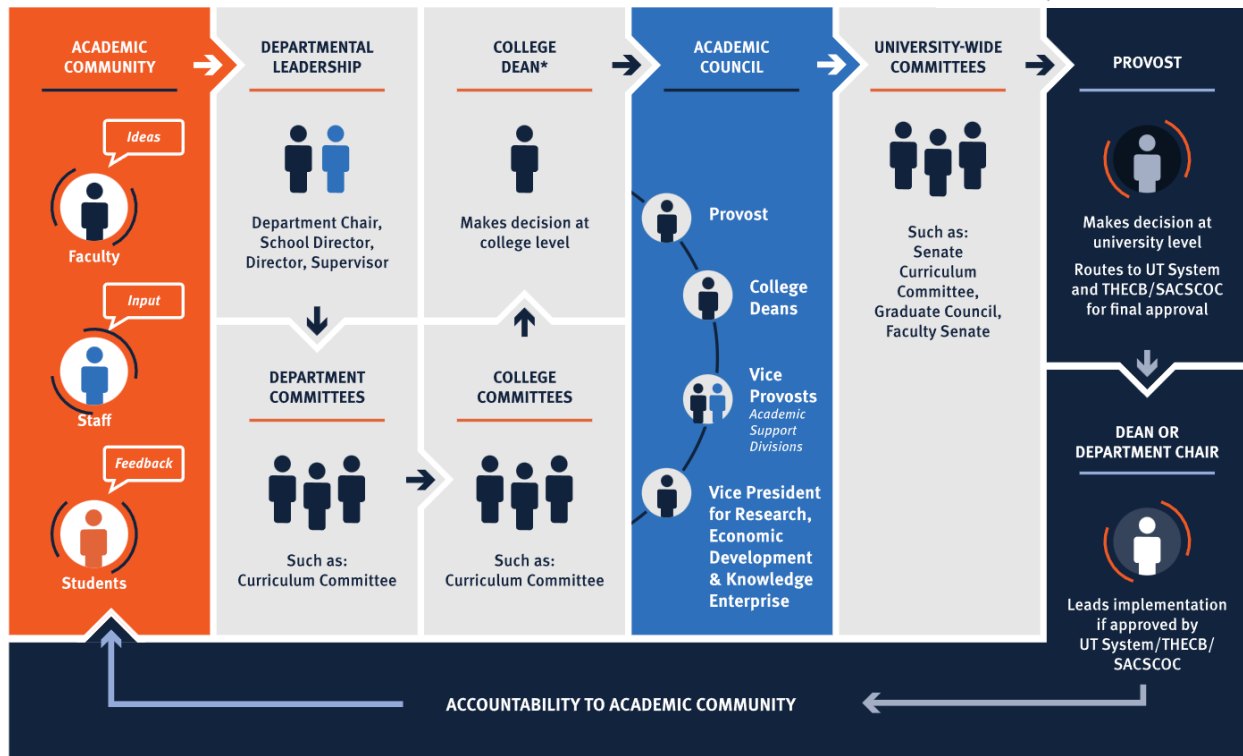 ACADEMIC
COMMUNITY
Ideas
Faculty
Input
Staff
Feedback
Students
DEPARTMENTAL
LEADERSHIP
Department Chair,
School Director,
Director, Supervisor
DEPARTMENT
COMMITTEES
Such as:
Curriculum Committee
COLLEGE
COMMITTEES
Such as:
Curriculum Committee
COLLEGE
DEAN*
Makes decision at
college level
ACADEMIC
COUNCIL
Provost
College
Deans
Vice
Provosts
Academic
Support
Divisions
Vice President
for Research,
Economic
Development
& Knowledge
Enterprise
UNIVERSITY-WIDE
COMMITTEES
Such as:
Senate
Curriculum
Committee,
Graduate Council,
Faculty Senate
PROVOST
Makes decision at
university level
Routes to UT System
and THECB/SACSCOC
for final approval
DEAN OR
DEPARTMENT CHAIR
Leads implementation
if approved by
UT System/THECB/
SACSCOC
ACCOUNTABILITY TO ACADEMIC COMMUNITY